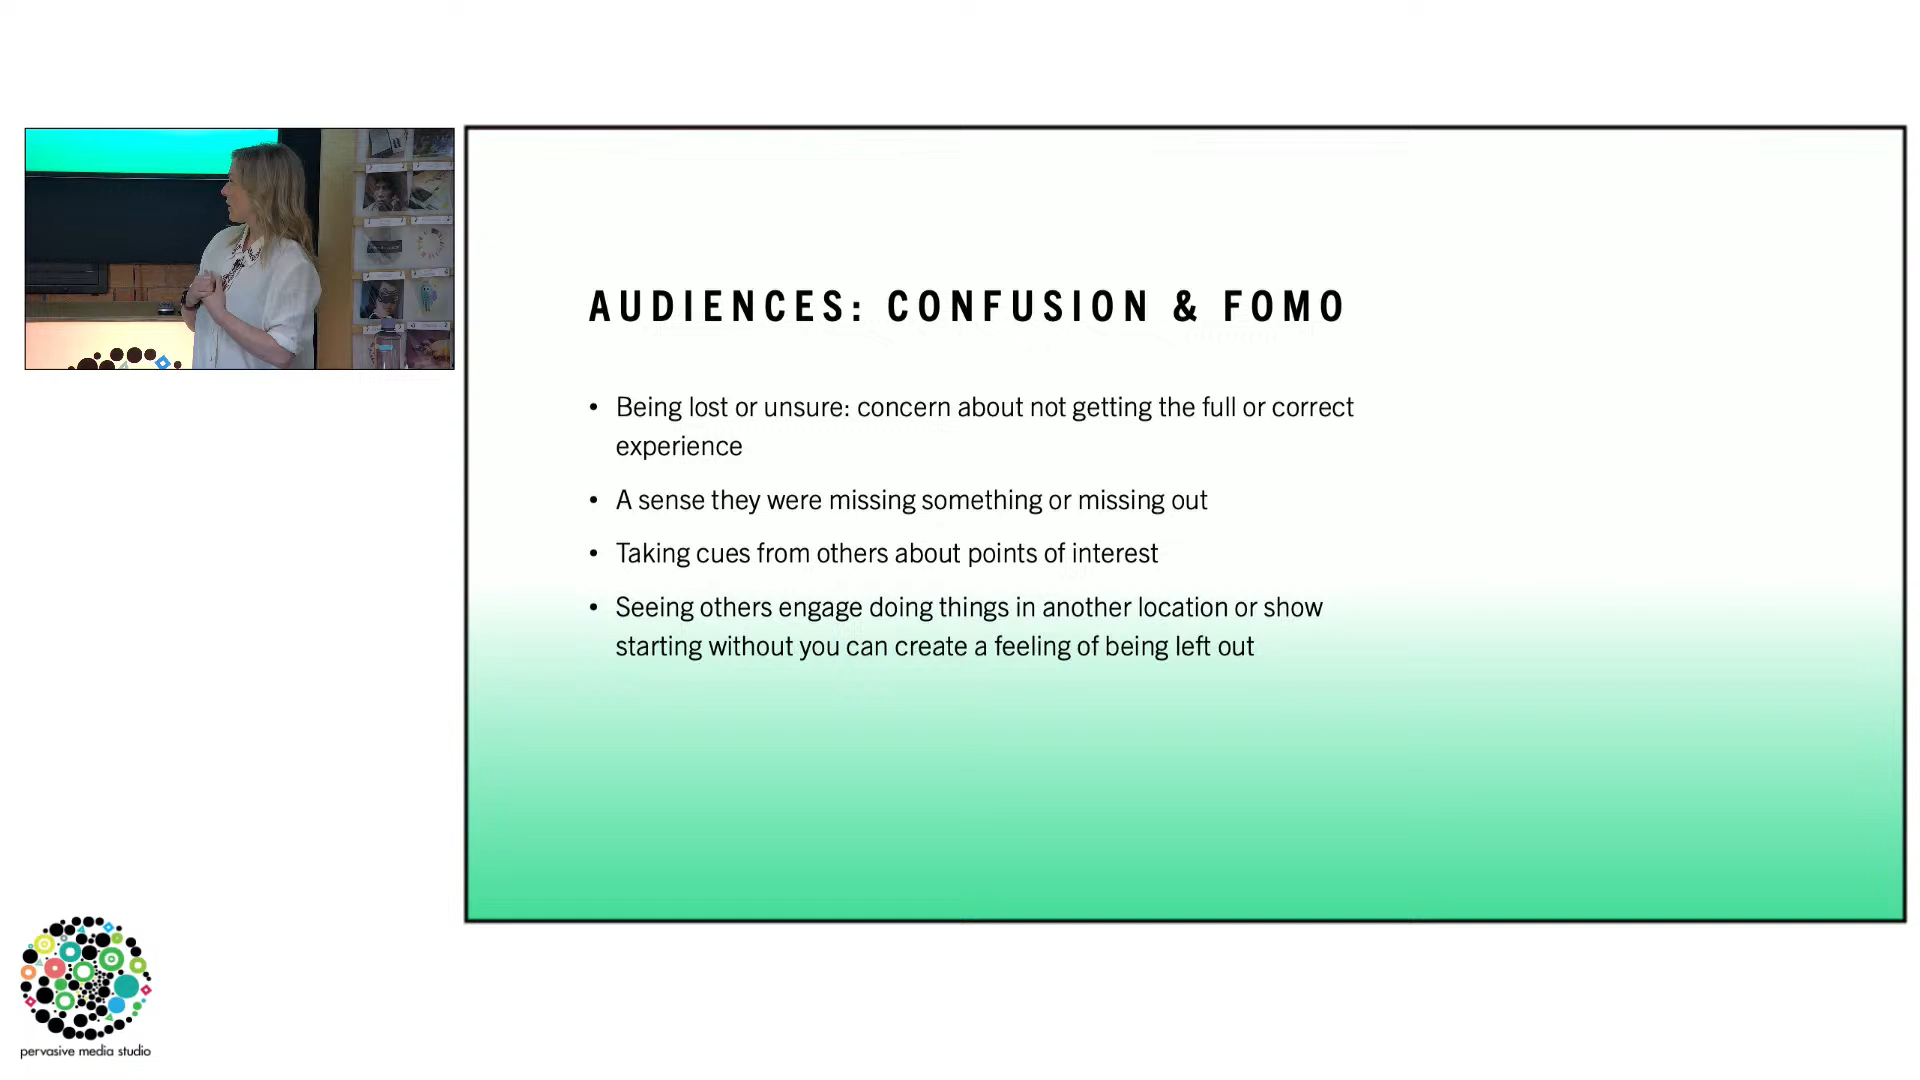 AUDIENCES: CONFUSION & FOMO
• Being lost or unsure: concern about not getting the full or correct
experience
• A sense they were missing something or missing out
• Taking cues from others about points of interest
• Seeing others engage doing things in another location or show
starting without you can create a feeling of being left out
pervasive media studio